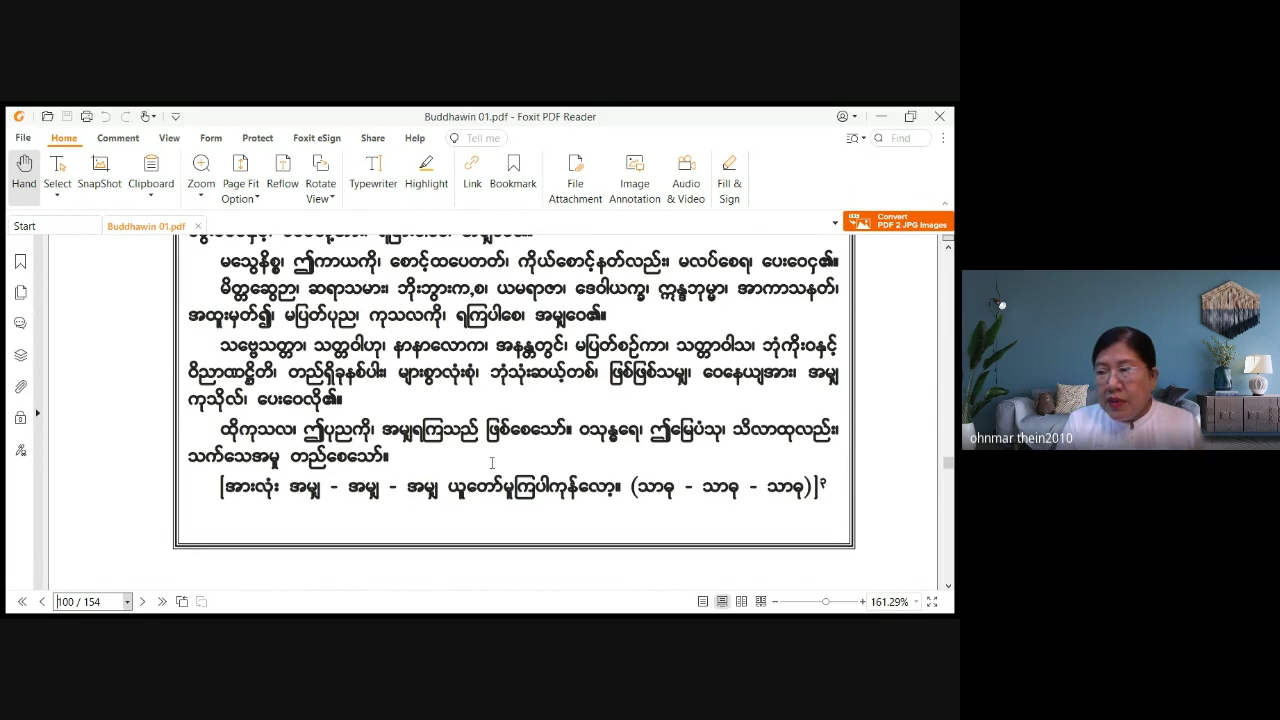 Buddhawin 01.pdf - Foxit PDF Reader
File Home Comment View Form Protect Foxit eSign Share Help Tell me Find
Hand Select SnapShot Clipboard Zoom Page Fit Option Reflow Rotate View Typewriter Highlight Link Bookmark File Attachment Image Annotation Audio & Video Fill & Sign
Start Buddhawin 01.pdf Convert PDF 2 JPG Images
မသွေနိစ္စ၊ ဤကာယကို၊ စောင့်ထပေတတ်၊ ကိုယ်စောင့်နတ်လည်း၊ မလပ်စေရ၊ ပေးဝေငှ၏။
မိတ္တဆွေဉာ၊ ဆရာသမား၊ ဘိုးဘွားက,စ၊ ယမရာဇာ၊ ဒေဝါယက္ခ၊ ဣန္ဒဘုမ္မာ၊ အာကာသနတ်၊
အထူးမှတ်၍၊ မပြတ်ပုည၊ ကုသလကို၊ ရကြပါစေ၊ အမျှဝေ၏။
သဗ္ဗေသတ္တာ၊ သတ္တဝါဟု၊ နာနာလောက၊ အနန္တတွင်၊ မပြတ်စဉ်ကာ၊ သတ္တာဝါသ၊ ဘုံကိုးဝနှင့်
ဝိညာဏဋ္ဌိတိ၊ တည်ရှိခုနစ်ပါး၊ များစွာလုံးစုံ၊ ဘုံသုံးဆယ့်တစ်၊ ဖြစ်ဖြစ်သမျှ၊ ဝေနေယျအား၊ အမျှ
ကုသိုလ်၊ ပေးဝေလို၏။
ထိုကုသလ၊ ဤပုညကို၊ အမျှရကြသည် ဖြစ်စေသော်။ ဝသုန္ဓရေ၊ ဤမြေပံသု၊ သိလာထုလည်း၊
သက်သေအမှု တည်စေသော်။
[အားလုံး အမျှ - အမျှ - အမျှ ယူတော်မူကြပါကုန်လော့။ (သာဓု - သာဓု - သာဓု)]၃
100 / 154
161.29%
ohnmar thein2010